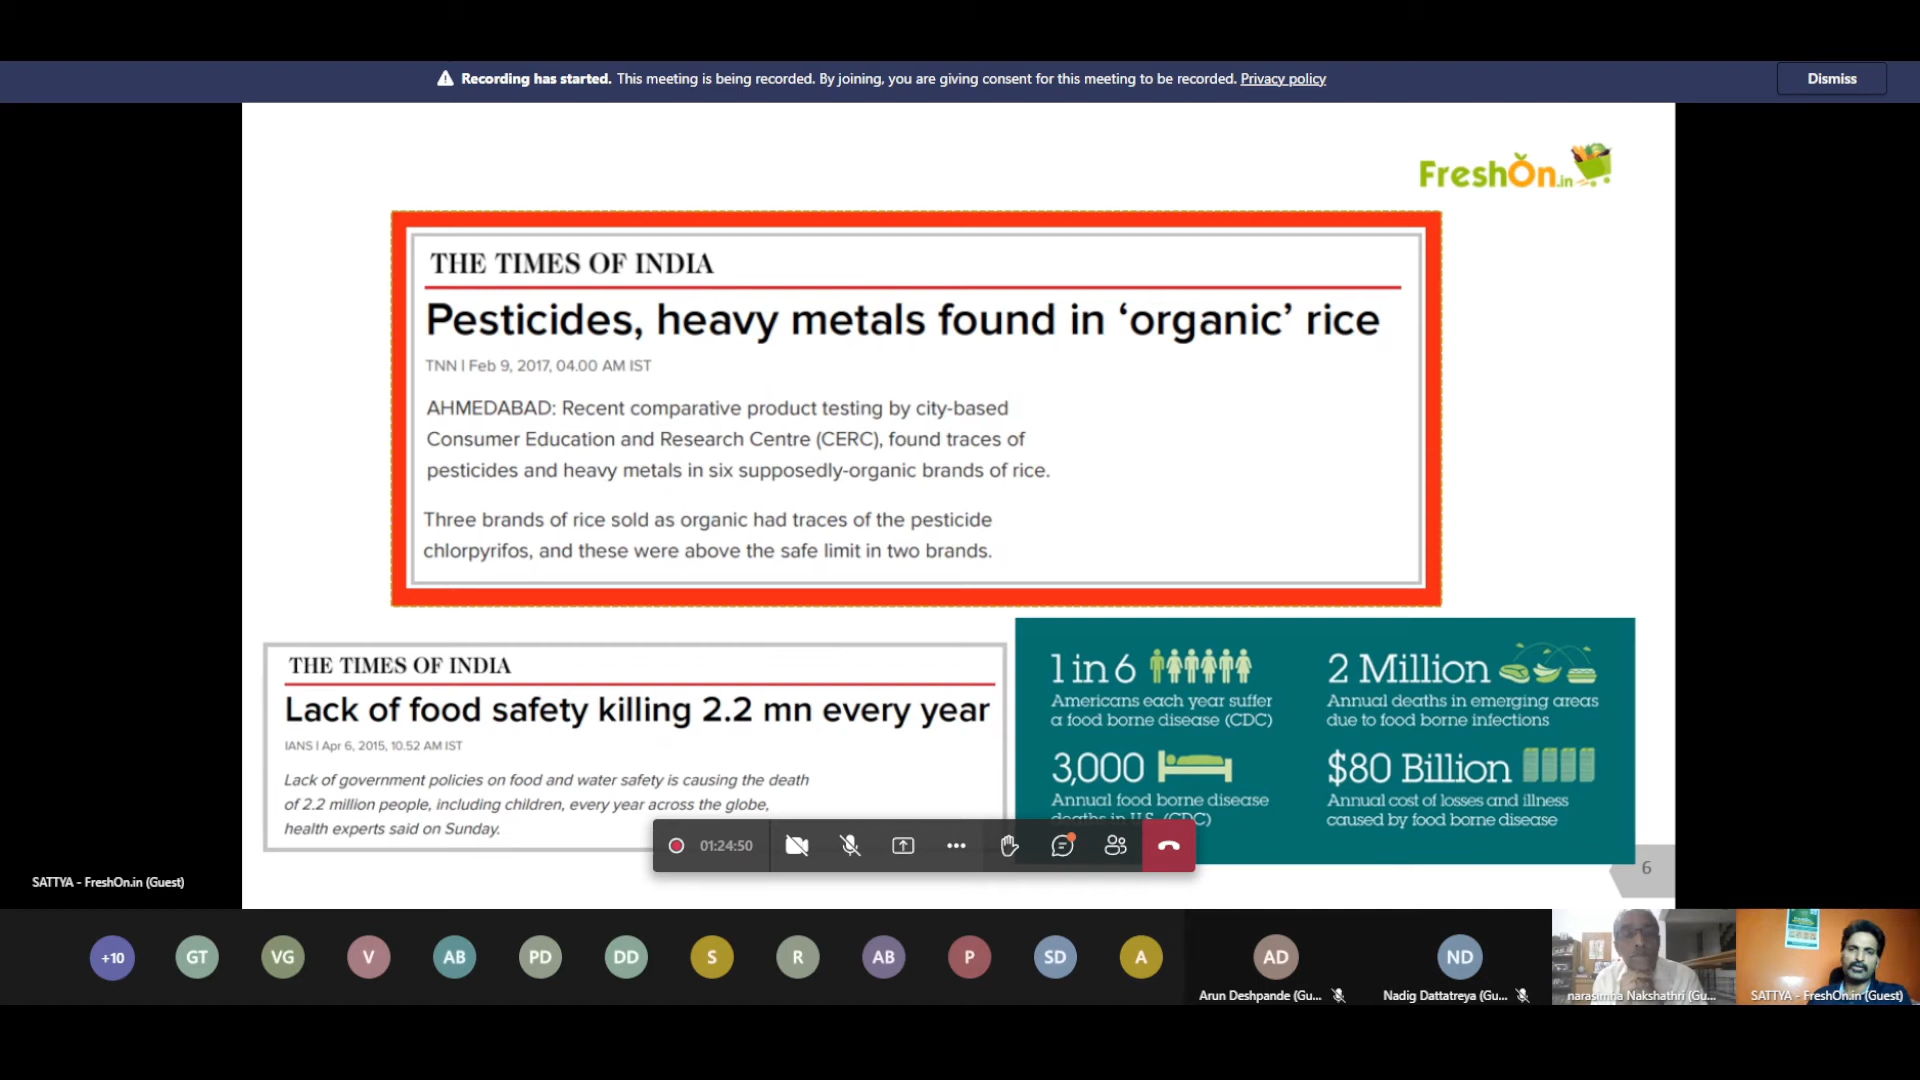 Recording has started. This meeting is being recorded. By joining, you are giving consent for this meeting to be recorded. Privacy policy
Dismiss
FreshOn.in
THE TIMES OF INDIA
Pesticides, heavy metals found in ‘organic’ rice
TNN | Feb 9, 2017, 04.00 AM IST
AHMEDABAD: Recent comparative product testing by city-based
Consumer Education and Research Centre (CERC), found traces of
pesticides and heavy metals in six supposedly-organic brands of rice.
Three brands of rice sold as organic had traces of the pesticide
chlorpyrifos, and these were above the safe limit in two brands.
THE TIMES OF INDIA
Lack of food safety killing 2.2 mn every year
IANS | Apr 6, 2015, 10.52 AM IST
Lack of government policies on food and water safety is causing the death
of 2.2 million people, including children, every year across the globe,
health experts said on Sunday.
1 in 6
Americans each year suffer
a food borne disease (CDC)
2 Million
Annual deaths in emerging areas
due to food borne infections
3,000
Annual food borne disease
deaths in U.S. (CDC)
$80 Billion
Annual cost of losses and illness
caused by food borne disease
01:24:50
6
SATTYA - FreshOn.in (Guest)
+10
GT
VG
V
AB
PD
DD
S
R
AB
P
SD
A
AD
Arun Deshpande (Gu...
ND
Nadig Dattatreya (Gu...
narasimha Nakshathri (Gu...
SATTYA - FreshOn.in (Guest)